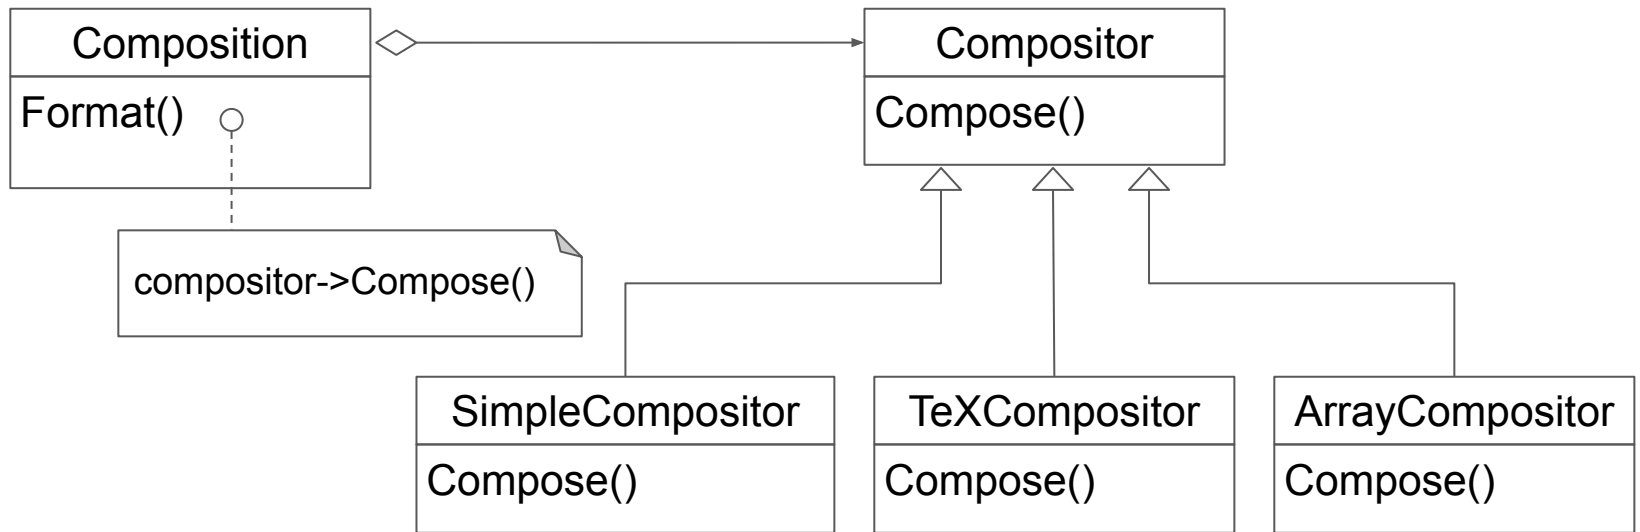 Composition
Format()
compositor->Compose()
Compositor
Compose()
SimpleCompositor
Compose()
TeXCompositor
Compose()
ArrayCompositor
Compose()